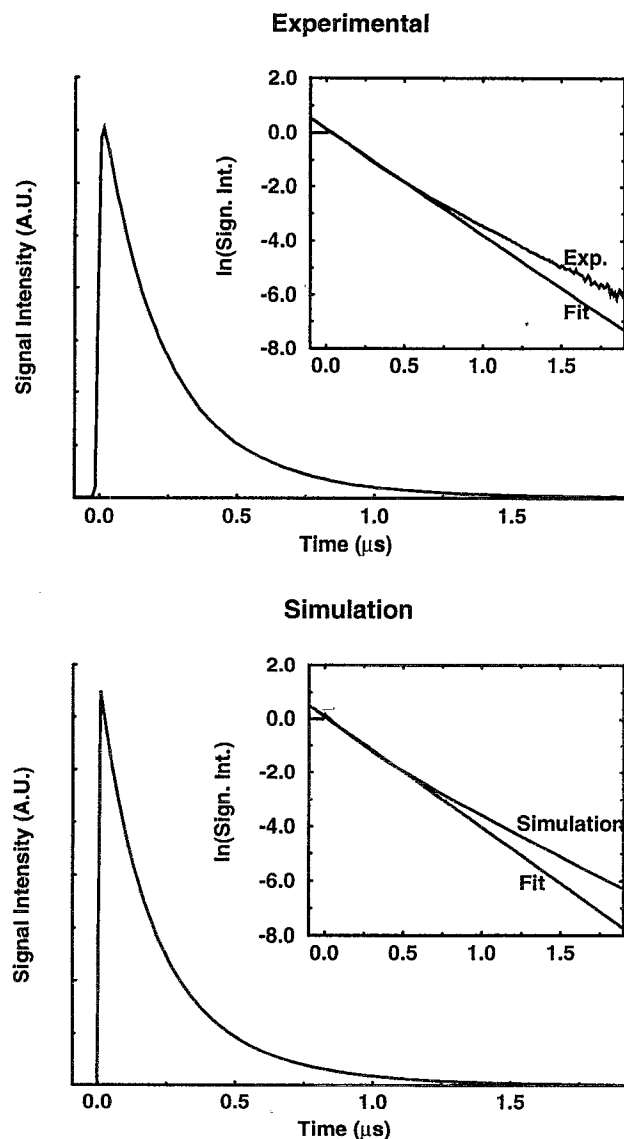 Experimental
Signal Intensity (A.U.)
ln(Sign. Int.)
2.0
0.0
-2.0
-4.0
-6.0
-8.0
Exp.
Fit
0.0 0.5 1.0 1.5
0.0 0.5 1.0 1.5
Time (μs)
Simulation
Signal Intensity (A.U.)
ln(Sign. Int.)
2.0
0.0
-2.0
-4.0
-6.0
-8.0
Simulation
Fit
0.0 0.5 1.0 1.5
0.0 0.5 1.0 1.5
Time (μs)